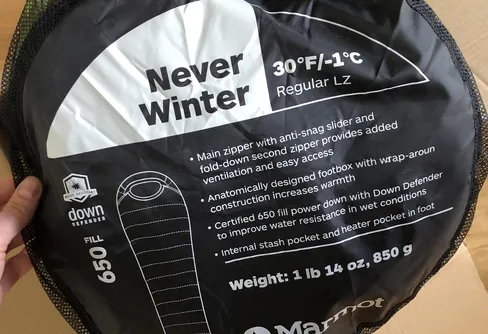 Never
Winter
30°F/-1°C
Regular LZ
• Main zipper with anti-snag slider and
fold-down second zipper provides added
ventilation and easy access
• Anatomically designed footbox with wrap-aroun
construction increases warmth
• Certified 650 fill power down with Down Defender
to improve water resistance in wet conditions
• Internal stash pocket and heater pocket in foot
down
DEFENDER
650 FILL
Weight: 1 lb 14 oz, 850 g
Marmot